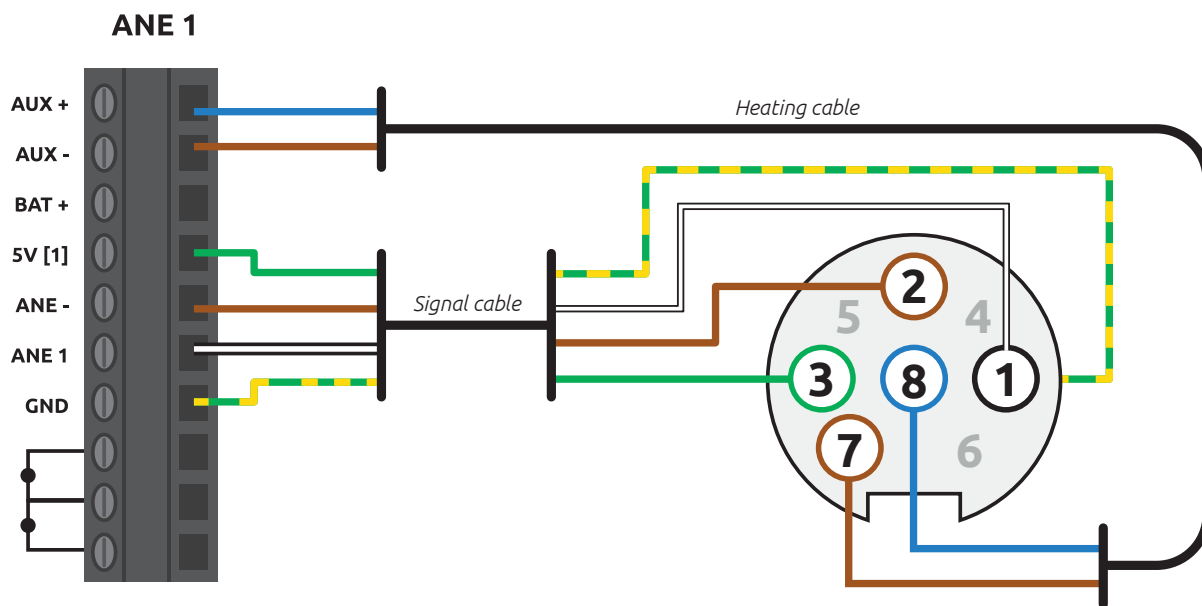 ANE 1
AUX +
AUX -
BAT +
5V [1]
ANE -
ANE 1
GND
Heating cable
Signal cable
2
5
4
3
8
1
7
6